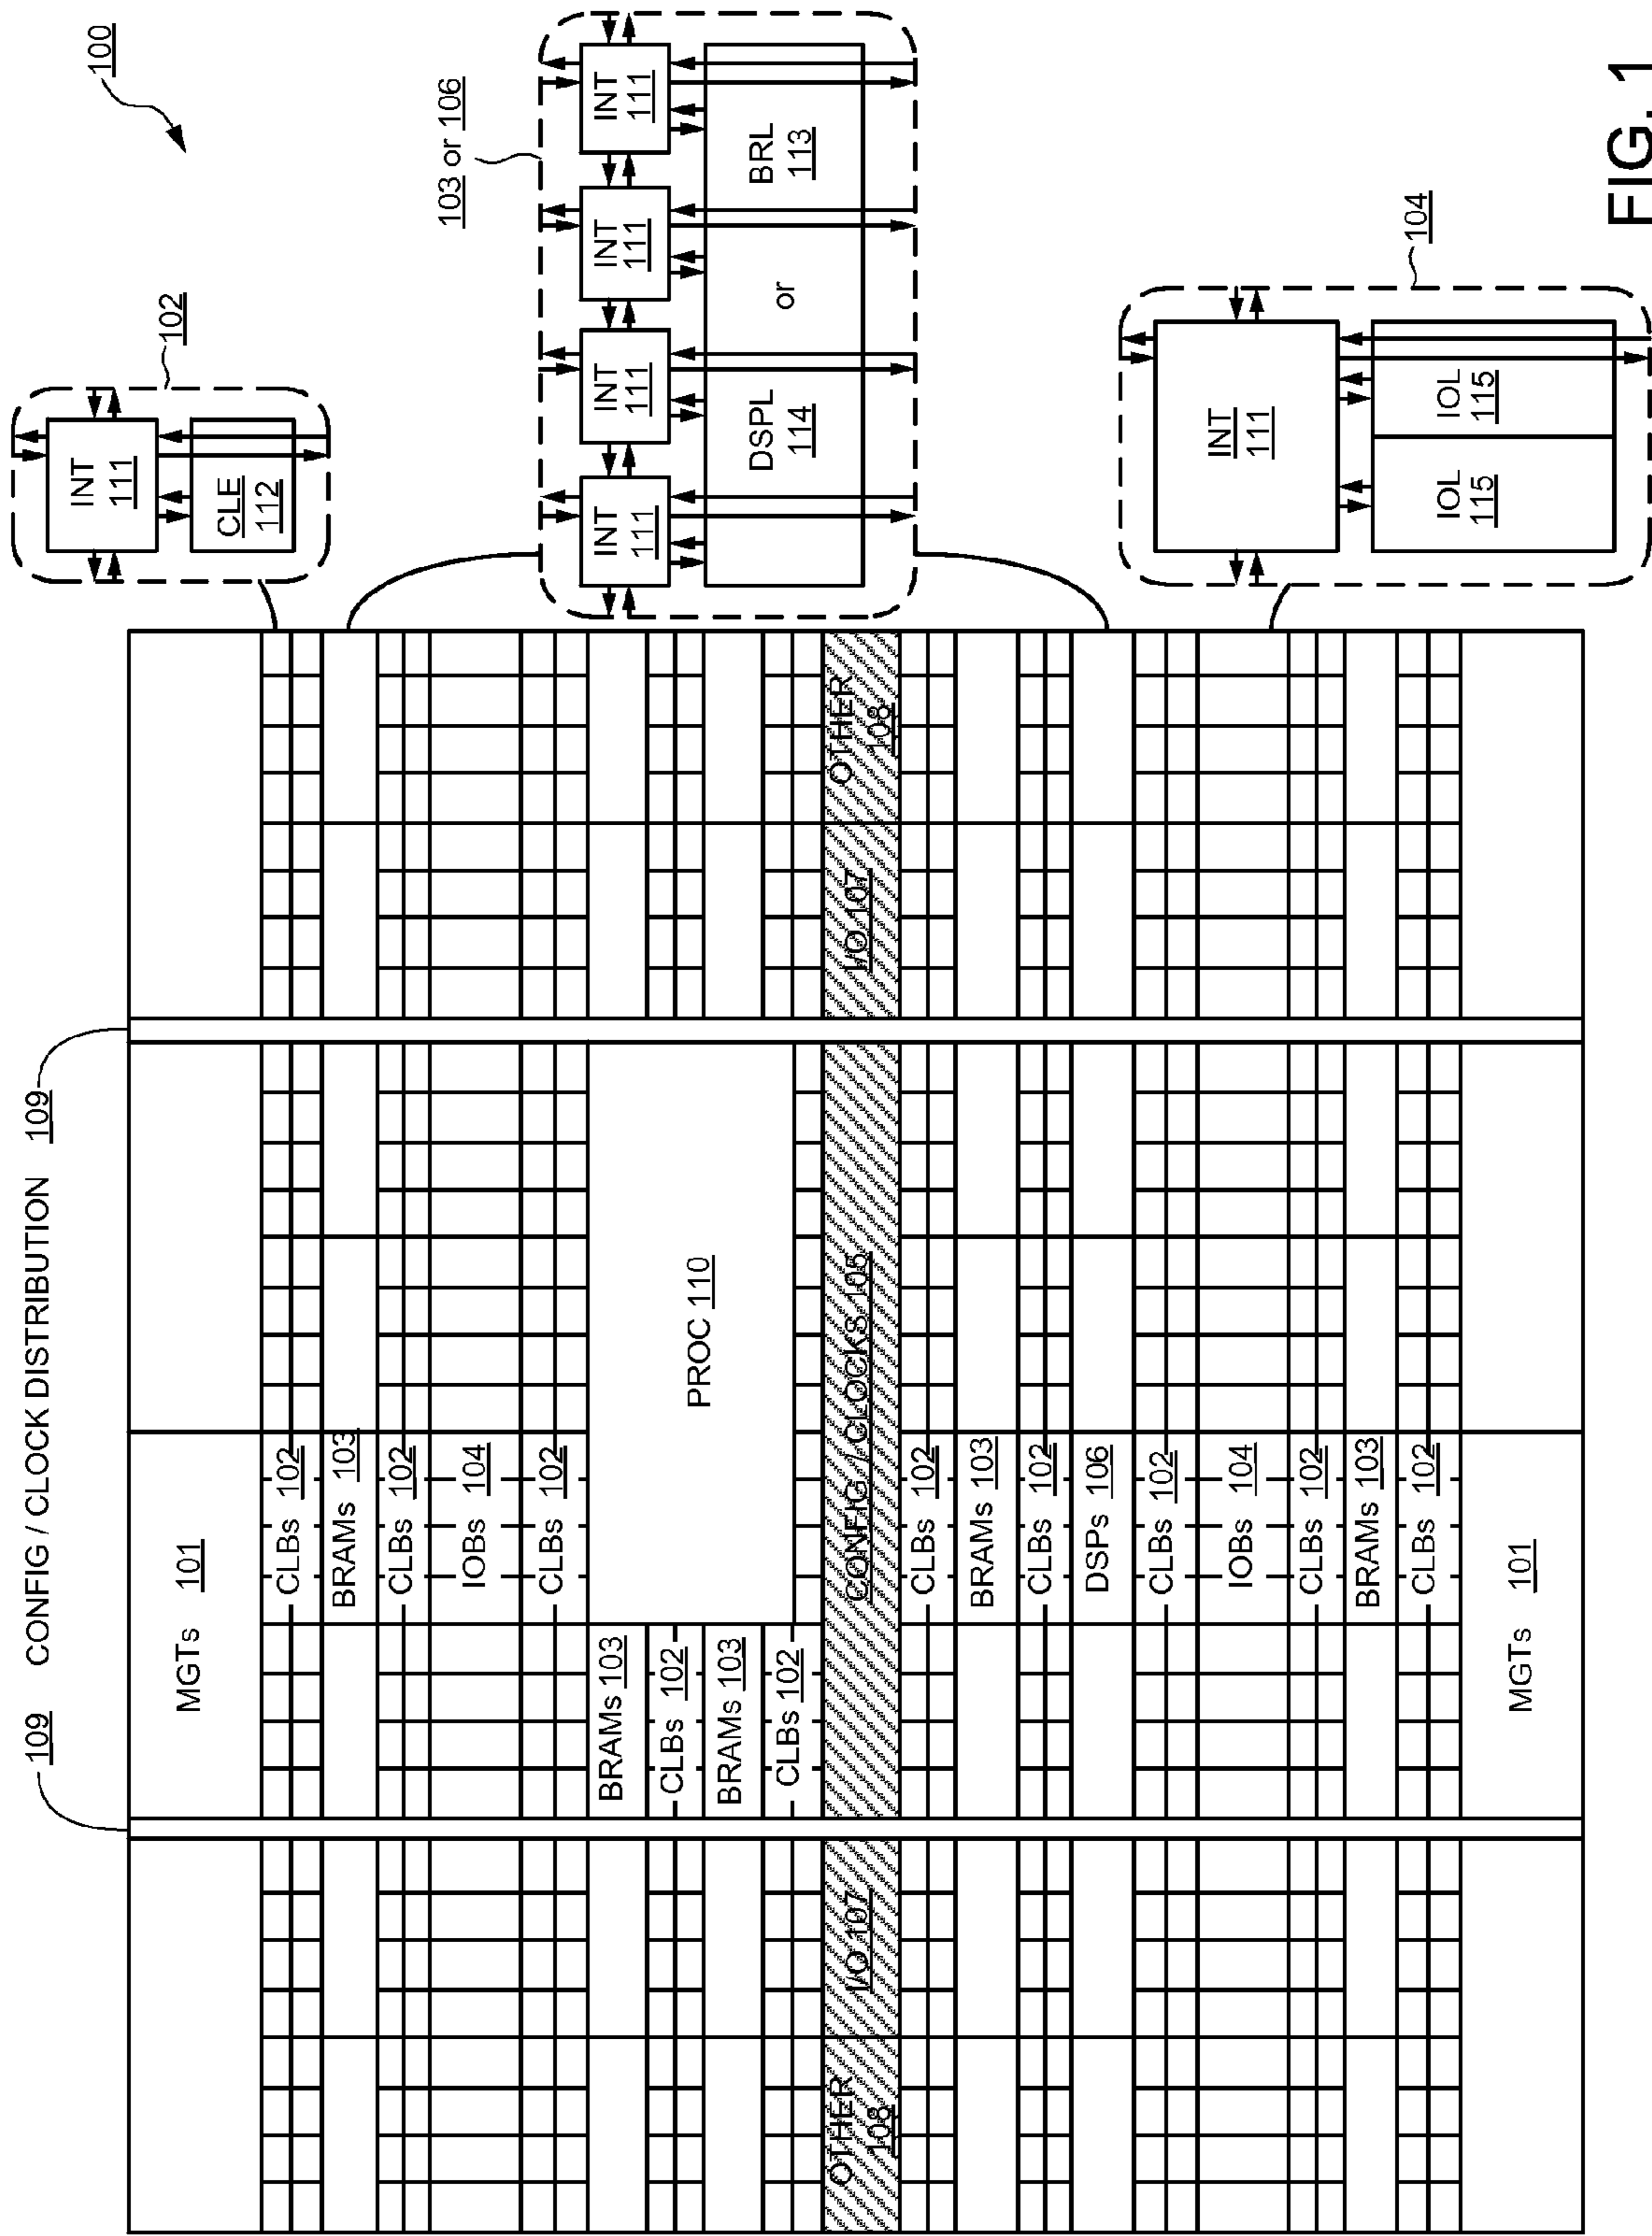 100
102
INT
111
CLE
112
103 or 106
INT
111
INT
111
INT
111
INT
111
DSPL
114
or
BRL
113
104
INT
111
IOL
115
IOL
115
FIG. 1
109
CONFIG / CLOCK DISTRIBUTION
109
MGTs 101
CLBs 102
BRAMs 103
CLBs 102
IOBs 104
CLBs 102
PROC 110
BRAMs 103
CLBs 102
BRAMs 103
CLBs 102
OTHER
108
I/O 107
CONFIG / CLOCKS 105
I/O 107
OTHER
108
CLBs 102
BRAMs 103
CLBs 102
DSPs 106
CLBs 102
IOBs 104
CLBs 102
BRAMs 103
CLBs 102
MGTs 101